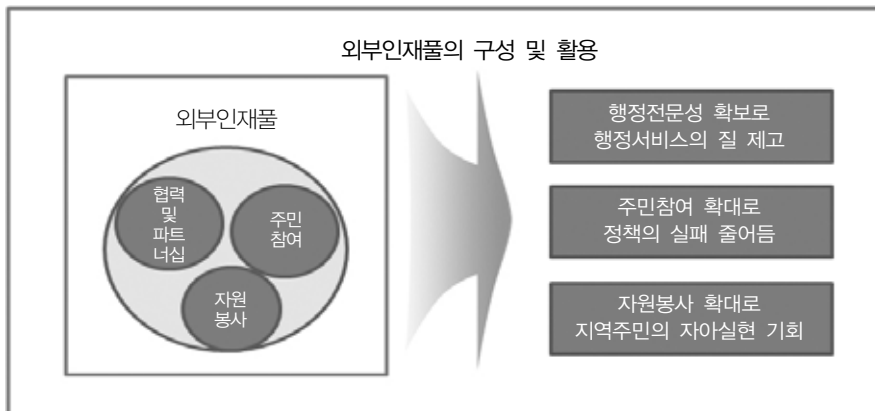 외부인재풀의 구성 및 활용
외부인재풀
협력
및
파트
너십
주민
참여
자원
봉사
행정전문성 확보로
행정서비스의 질 제고
주민참여 확대로
정책의 실패 줄어듬
자원봉사 확대로
지역주민의 자아실현 기회